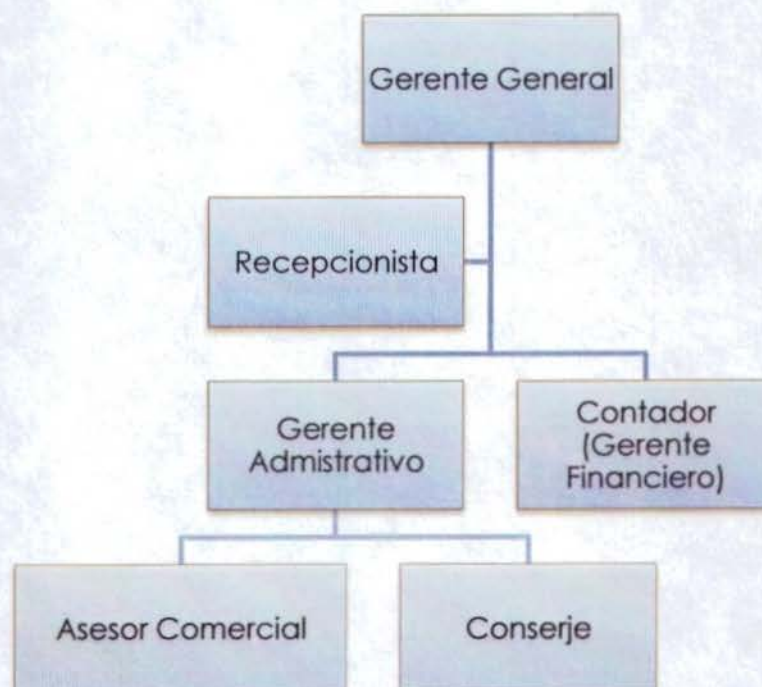 Gerente General
Recepcionista
Gerente
Admistrativo
Contador
(Gerente
Financiero)
Asesor Comercial
Conserje